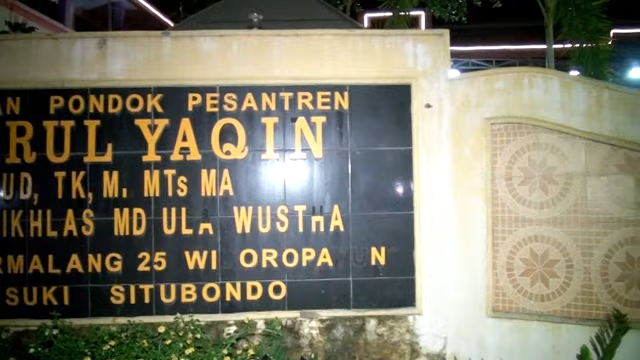 AN PONDOK PESANTREN
RUL YAQIN
UD, TK, M. MTs MA
IKHLAS MD ULA WUSTHA
RMALANG 25 WI OROPA UN
SUKI SITUBONDO